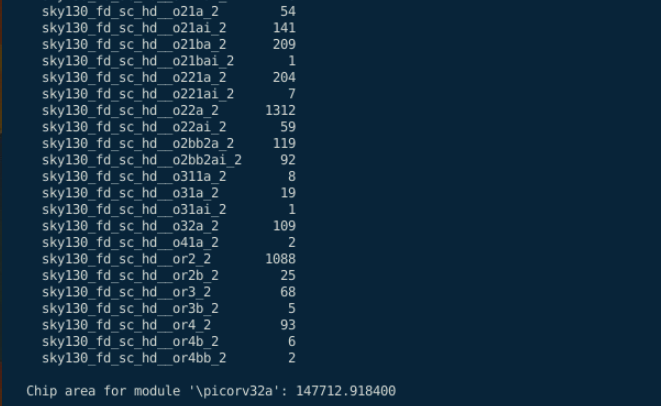 sky130_fd_sc_hd__o21a_2 54
sky130_fd_sc_hd__o21ai_2 141
sky130_fd_sc_hd__o21ba_2 209
sky130_fd_sc_hd__o21bai_2 1
sky130_fd_sc_hd__o221a_2 204
sky130_fd_sc_hd__o221ai_2 7
sky130_fd_sc_hd__o22a_2 1312
sky130_fd_sc_hd__o22ai_2 59
sky130_fd_sc_hd__o2bb2a_2 119
sky130_fd_sc_hd__o2bb2ai_2 92
sky130_fd_sc_hd__o311a_2 8
sky130_fd_sc_hd__o31a_2 19
sky130_fd_sc_hd__o31ai_2 1
sky130_fd_sc_hd__o32a_2 109
sky130_fd_sc_hd__o41a_2 2
sky130_fd_sc_hd__or2_2 1088
sky130_fd_sc_hd__or2b_2 25
sky130_fd_sc_hd__or3_2 68
sky130_fd_sc_hd__or3b_2 5
sky130_fd_sc_hd__or4_2 93
sky130_fd_sc_hd__or4b_2 6
sky130_fd_sc_hd__or4bb_2 2
Chip area for module '\picorv32a': 147712.918400